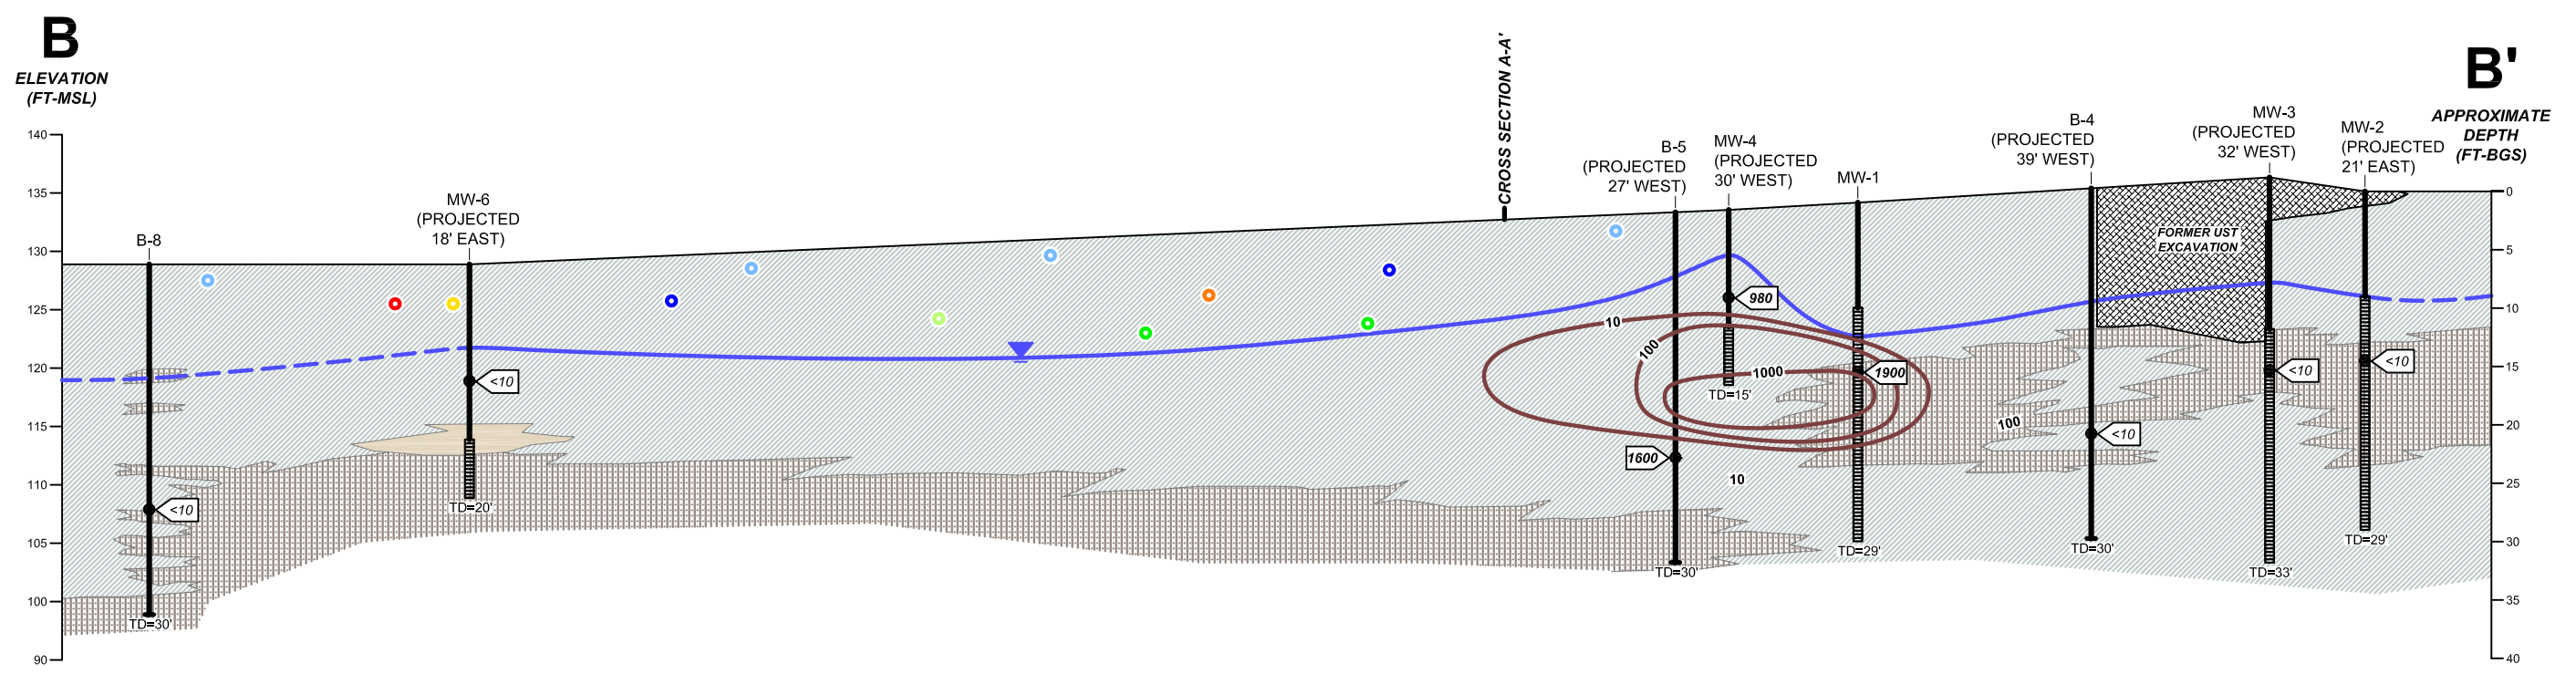 B
ELEVATION
(FT-MSL)
B'
APPROXIMATE
DEPTH
(FT-BGS)
CROSS SECTION A-A'
B-8
MW-6
(PROJECTED
18' EAST)
B-5
(PROJECTED
27' WEST)
MW-4
(PROJECTED
30' WEST)
MW-1
B-4
(PROJECTED
39' WEST)
MW-3
(PROJECTED
32' WEST)
MW-2
(PROJECTED
21' EAST)
140
135
130
125
120
115
110
105
100
95
90
0
5
10
15
20
25
30
35
40
FORMER UST
EXCAVATION
980
10
100
1000
1900
<10
<10
<10
<10
TD=15'
100
<10
1600
10
<10
TD=20'
TD=30'
TD=30'
TD=29'
TD=30'
TD=33'
TD=29'